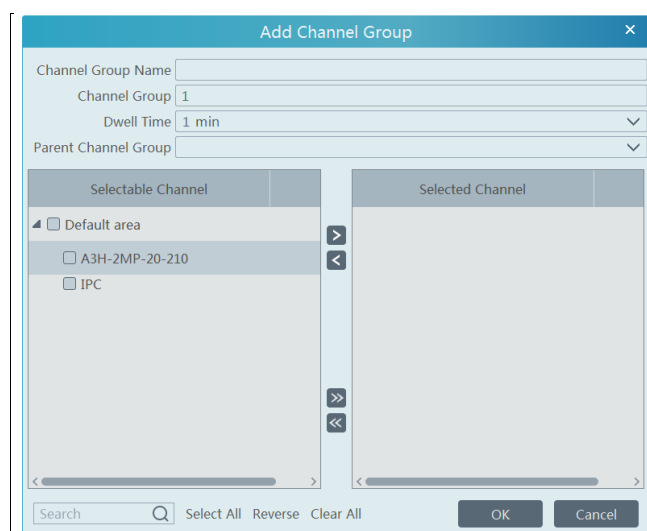 Add Channel Group
Channel Group Name
Channel Group 1
Dwell Time 1 min
Parent Channel Group
Selectable Channel
Default area
A3H-2MP-20-210
IPC
Selected Channel
Search Select All Reverse Clear All OK Cancel